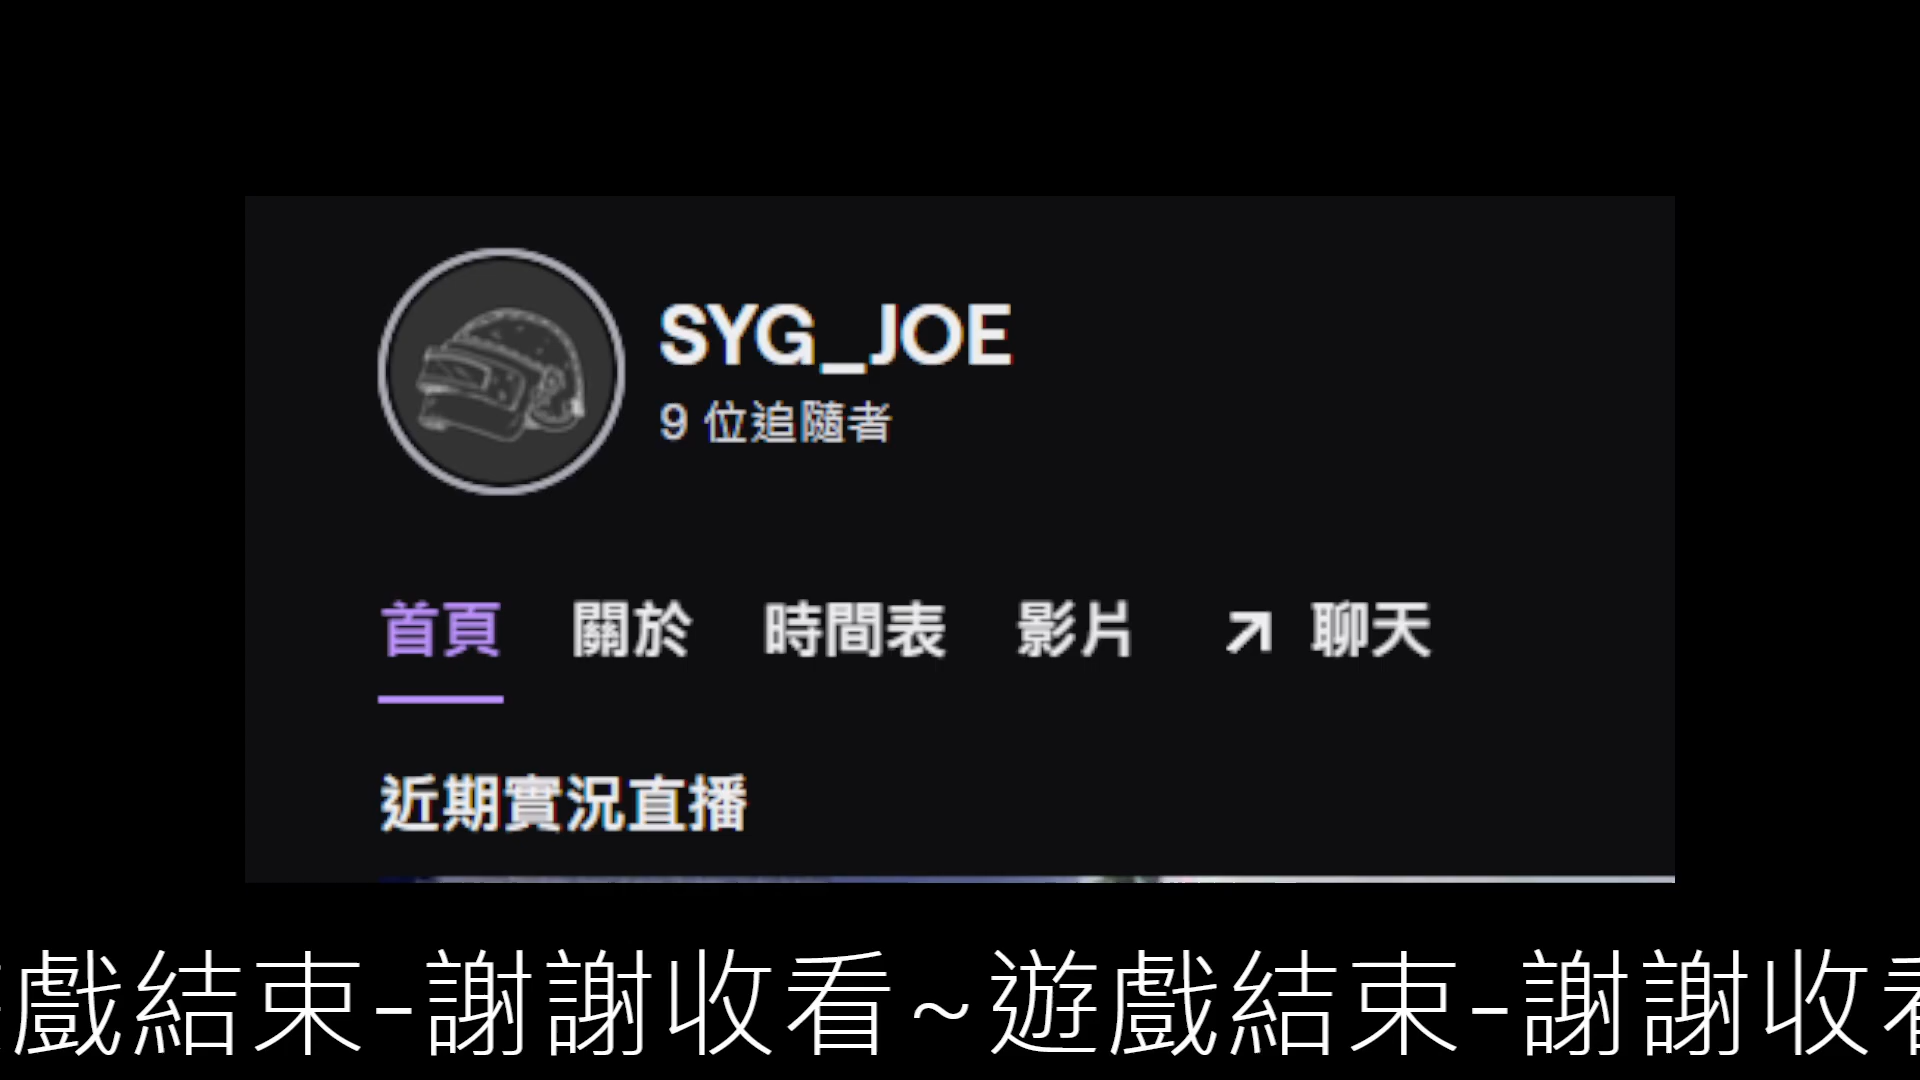 SYG_JOE
9 位追隨者
首頁 關於 時間表 影片 聊天
近期實況直播
戲結束-謝謝收看~遊戲結束-謝謝收看